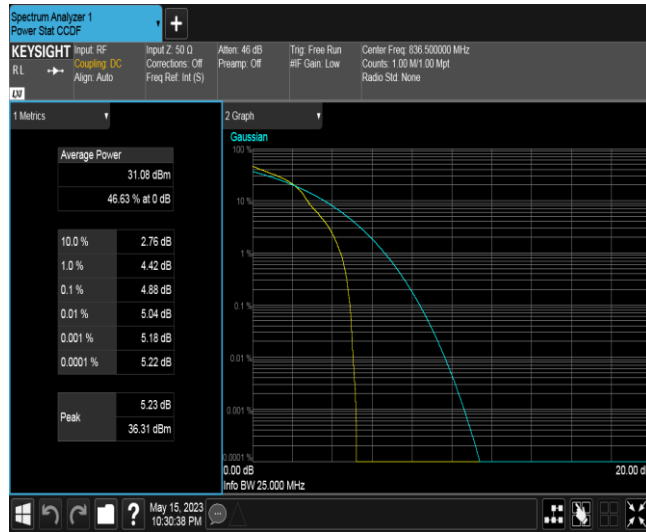 Spectrum Analyzer 1
Power Stat CCDF
KEYSIGHT
RL
LXI
Input: RF
Coupling: DC
Align: Auto
Input Z: 50 Ω
Corrections: Off
Freq Ref: Int (S)
Atten: 46 dB
Preamp: Off
Trig: Free Run
#IF Gain: Low
Center Freq: 836.500000 MHz
Counts: 1.00 M/1.00 Mpt
Radio Std: None
1 Metrics
Average Power
31.08 dBm
46.63 % at 0 dB
10.0 % 2.76 dB
1.0 % 4.42 dB
0.1 % 4.88 dB
0.01 % 5.04 dB
0.001 % 5.18 dB
0.0001 % 5.22 dB
Peak
5.23 dB
36.31 dBm
2 Graph
Gaussian
100 %
10 %
1 %
0.1 %
0.01 %
0.001 %
0.0001 %
0.00 dB
20.00 d
Info BW 25.000 MHz
May 15, 2023
10:30:38 PM